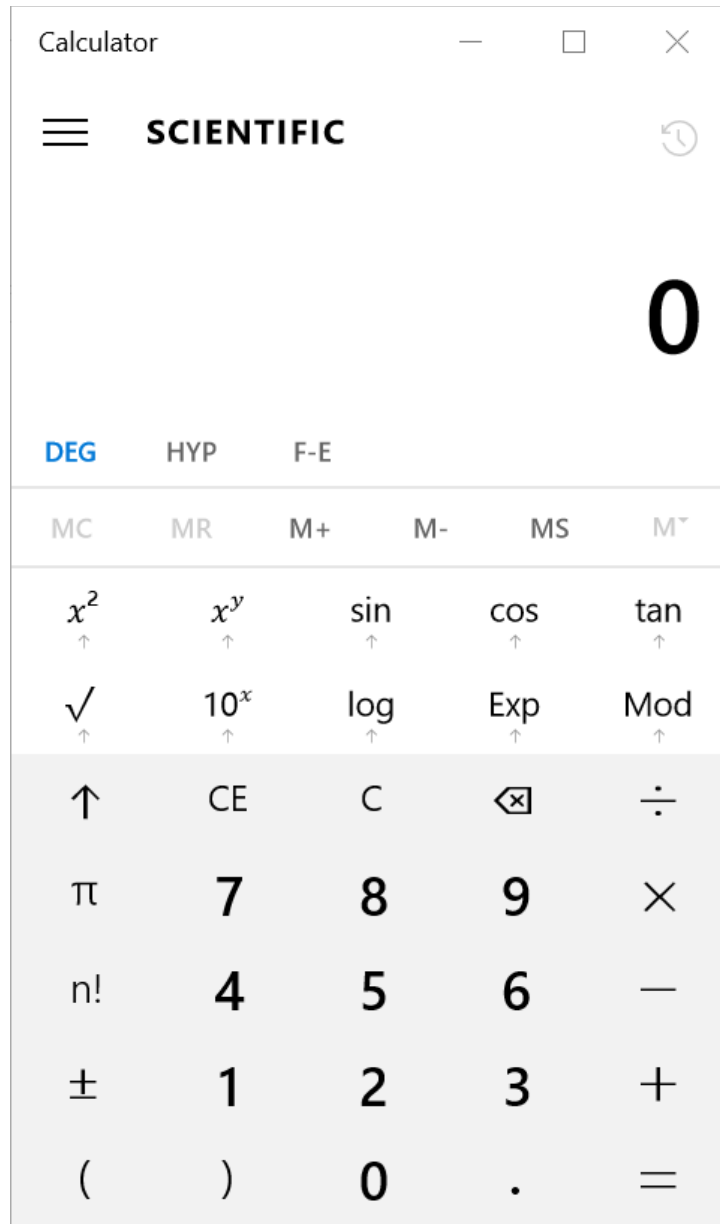 Calculator
SCIENTIFIC
0
DEG HYP F-E
MC MR M+ M- MS M
x² xʸ sin cos tan
√ 10ˣ log Exp Mod
↑ CE C ÷
π 7 8 9 ×
n! 4 5 6 −
± 1 2 3 +
( ) 0 . =